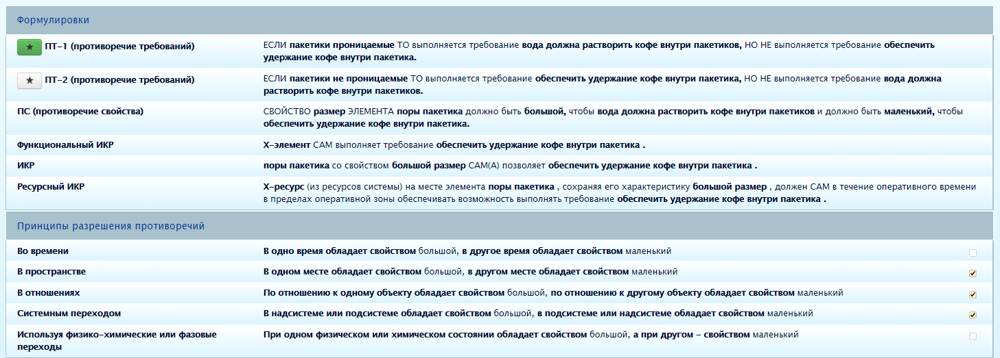 Формулировки
★ ПТ-1 (противоречие требований)
ЕСЛИ пакетики проницаемые ТО выполняется требование вода должна растворить кофе внутри пакетиков, НО НЕ выполняется требование обеспечить
удержание кофе внутри пакетика.
★ ПТ-2 (противоречие требований)
ЕСЛИ пакетики не проницаемые ТО выполняется требование обеспечить удержание кофе внутри пакетика, НО НЕ выполняется требование вода должна
растворить кофе внутри пакетиков.
ПС (противоречие свойства)
СВОЙСТВО размер ЭЛЕМЕНТА поры пакетика должно быть большой, чтобы вода должна растворить кофе внутри пакетиков и должно быть маленький, чтобы
обеспечить удержание кофе внутри пакетика.
Функциональный ИКР
Х-элемент САМ выполняет требование обеспечить удержание кофе внутри пакетика .
ИКР
поры пакетика со свойством большой размер САМ(А) позволяет обеспечить удержание кофе внутри пакетика .
Ресурсный ИКР
Х-ресурс (из ресурсов системы) на месте элемента поры пакетика , сохраняя его характеристику большой размер , должен САМ в течение оперативного времени
в пределах оперативной зоны обеспечивать возможность выполнять требование обеспечить удержание кофе внутри пакетика .
Принципы разрешения противоречий
Во времени
В одно время обладает свойством большой, в другое время обладает свойством маленький
В пространстве
В одном месте обладает свойством большой, в другом месте обладает свойством маленький
В отношениях
По отношению к одному объекту обладает свойством большой, по отношению к другому объекту обладает свойством маленький
Системным переходом
В надсистеме или подсистеме обладает свойством большой, в подсистеме или надсистеме обладает свойством маленький
Используя физико-химические или фазовые
переходы
При одном физическом или химическом состоянии обладает свойством большой, а при другом - свойством маленький